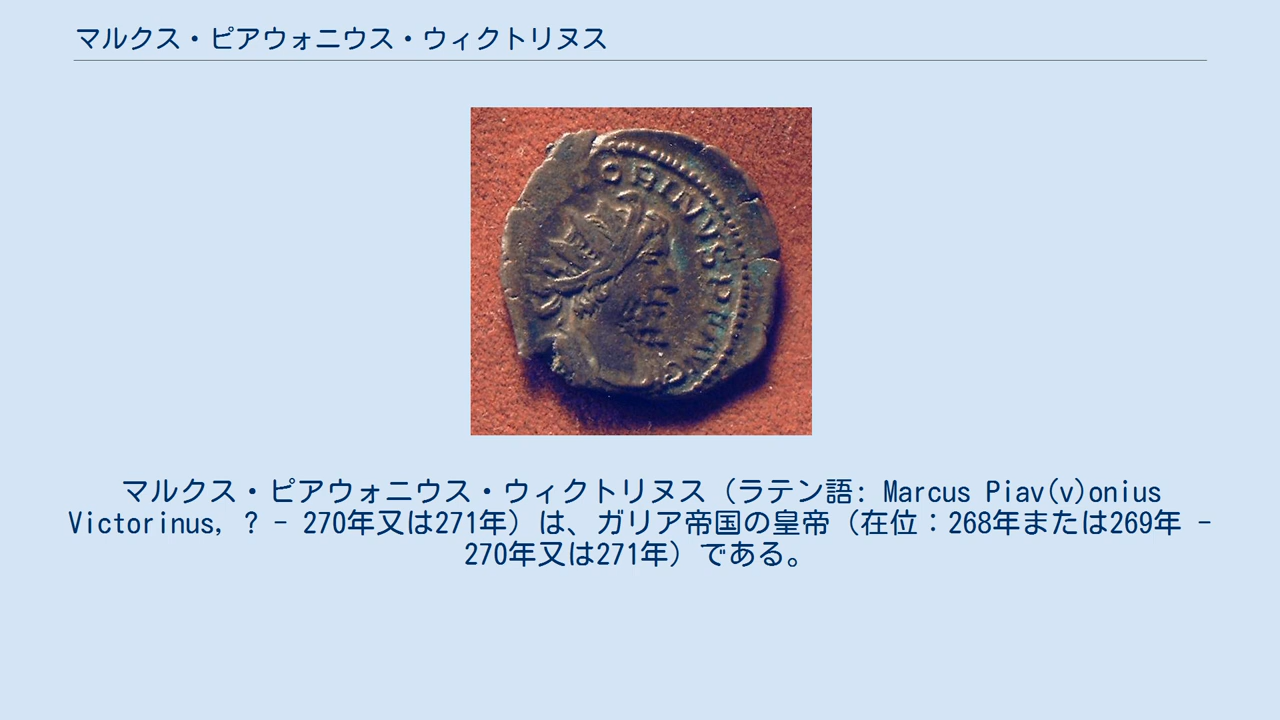 マルクス・ピアウォニウス・ウィクトリヌス
ORINVS P F AVG
マルクス・ピアウォニウス・ウィクトリヌス（ラテン語: Marcus Piav(v)onius
Victorinus, ? - 270年又は271年）は、ガリア帝国の皇帝（在位：268年または269年 -
270年又は271年）である。